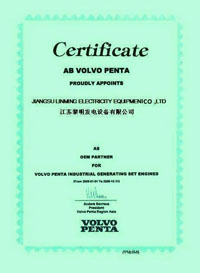 Certificate
AB VOLVO PENTA
PROUDLY APPOINTS
JIANGSU LINMING ELECTRICITY EQUIPMENT CO .,LTD
江苏黎明发电设备有限公司
AS
OEM PARTNER
FOR
VOLVO PENTA INDUSTRIAL GENERATING SET ENGINES
President
Volvo Penta Region Asia
VOLVO
PENTA